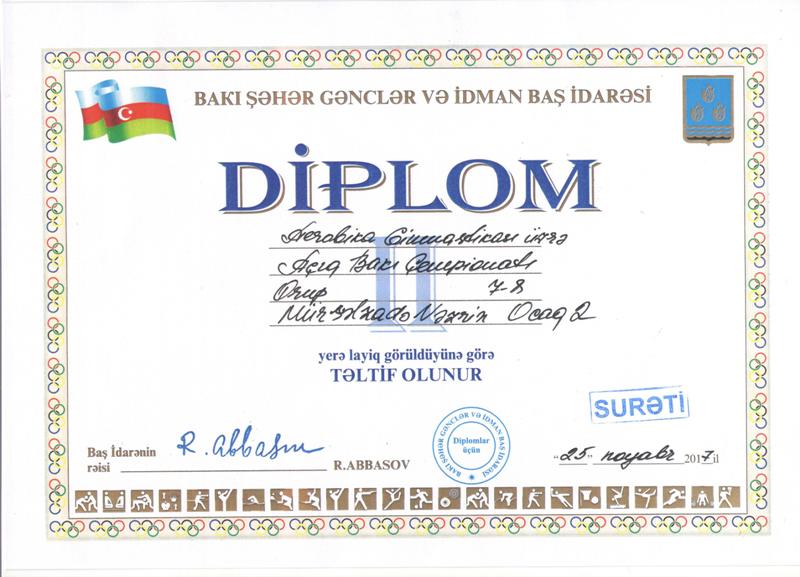 BAKI ŞƏHƏR GƏNCLƏR VƏ İDMAN BAŞ İDARƏSİ
DİPLOM
II
Aerobika Gimnastikası üzrə
Açıq Bakı Çempionatı
Qrup 7-8
Mürşəlzadə Nəzrin Ocaq 2
yerə layiq görüldüyünə görə
TƏLTİF OLUNUR
SURƏTİ
BAKI ŞƏHƏR GƏNCLƏR VƏ İDMAN BAŞ İDARƏSİ
Diplomlar
üçün
Baş İdarənin
rəisi R. Abbasov R.ABBASOV
"25" noyabr 2017 il